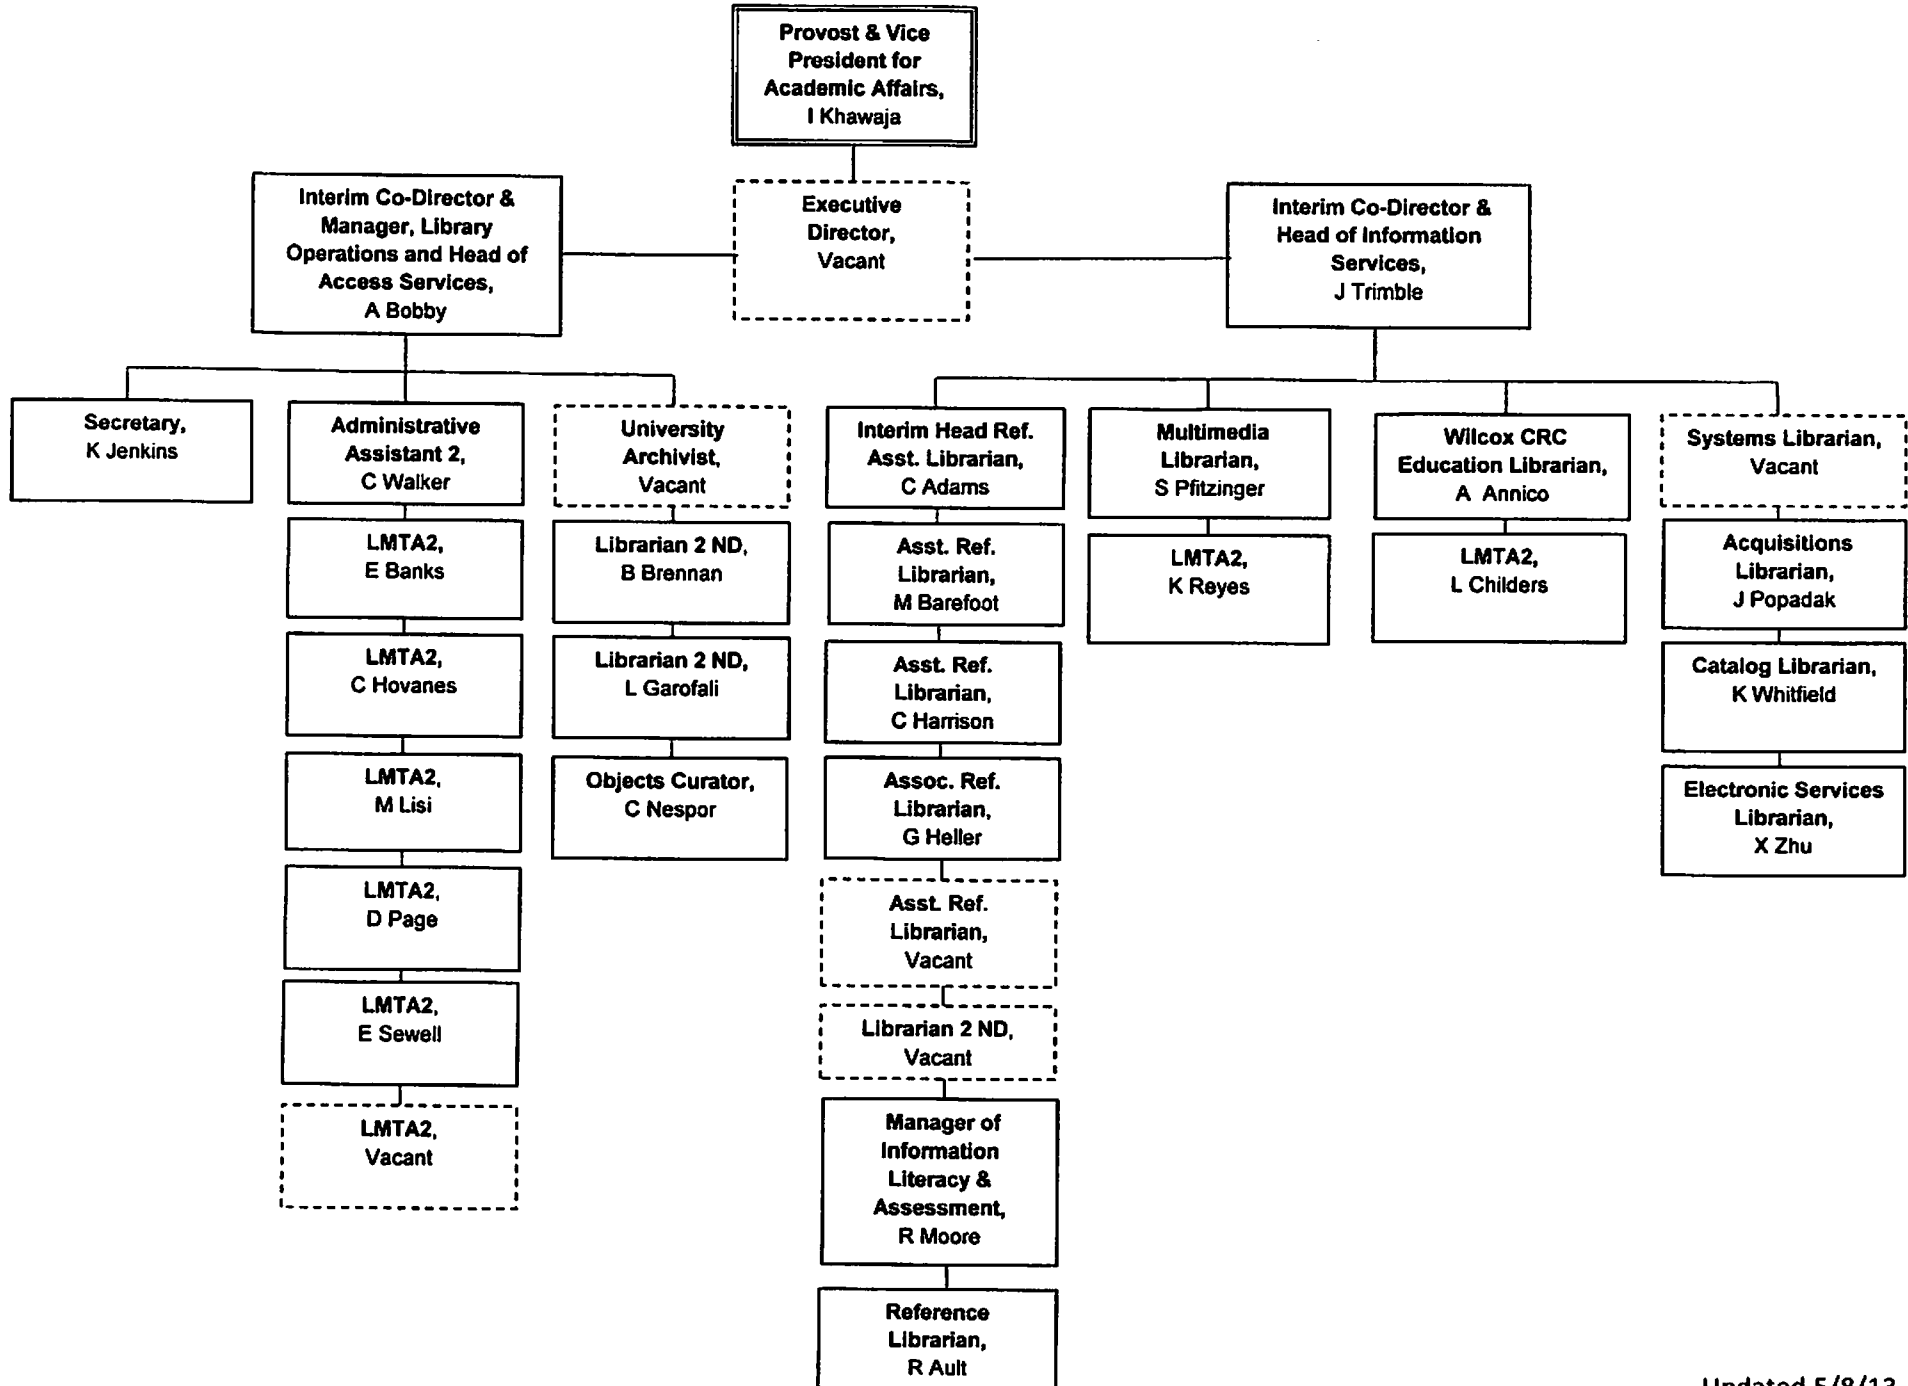 Provost & Vice
President for
Academic Affairs,
I Khawaja
Interim Co-Director &
Manager, Library
Operations and Head of
Access Services,
A Bobby
Executive
Director,
Vacant
Interim Co-Director &
Head of Information
Services,
J Trimble
Secretary,
K Jenkins
Administrative
Assistant 2,
C Walker
LMTA2,
E Banks
LMTA2,
C Hovanes
LMTA2,
M Lisi
LMTA2,
D Page
LMTA2,
E Sewell
LMTA2,
Vacant
University
Archivist,
Vacant
Librarian 2 ND,
B Brennan
Librarian 2 ND,
L Garofali
Objects Curator,
C Nespor
Interim Head Ref.
Asst. Librarian,
C Adams
Asst. Ref.
Librarian,
M Barefoot
Asst. Ref.
Librarian,
C Harrison
Assoc. Ref.
Librarian,
G Heller
Asst. Ref.
Librarian,
Vacant
Librarian 2 ND,
Vacant
Manager of
Information
Literacy &
Assessment,
R Moore
Reference
Librarian,
R Ault
Multimedia
Librarian,
S Pfitzinger
LMTA2,
K Reyes
Wilcox CRC
Education Librarian,
A Annico
LMTA2,
L Childers
Systems Librarian,
Vacant
Acquisitions
Librarian,
J Popadak
Catalog Librarian,
K Whitfield
Electronic Services
Librarian,
X Zhu
Updated 5/8/13